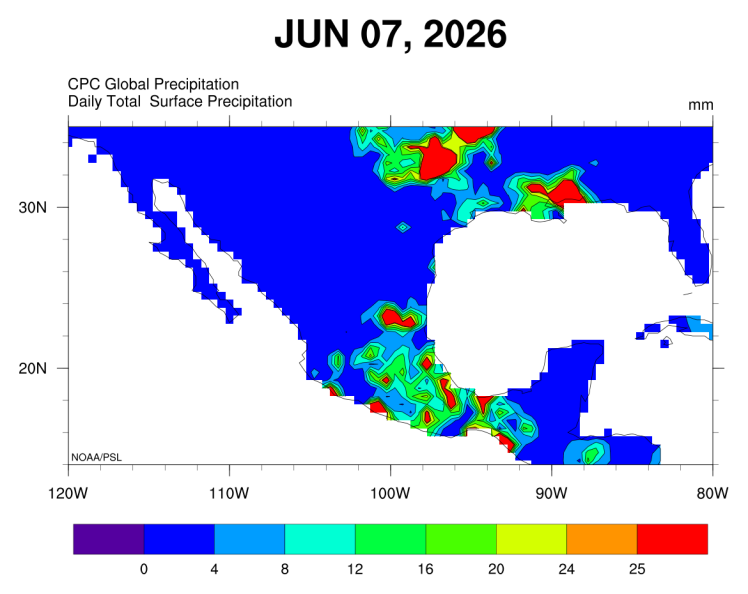 JUN 07, 2026
CPC Global Precipitation
Daily Total  Surface Precipitation
mm
30N
20N
NOAA/PSL
120W
110W
100W
90W
80W
0
4
8
12
16
20
24
25